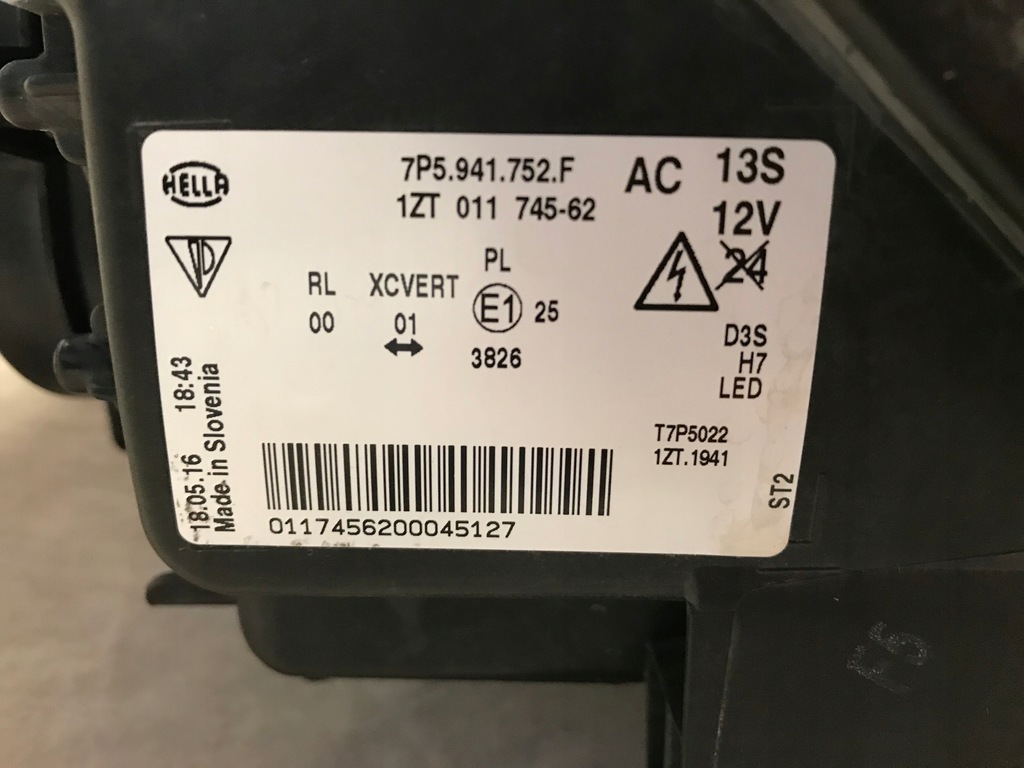 HELLA
7P5.941.752.F
1ZT 011 745-62
AC
13S
12V
24
PL
RL
XCVERT
E1
25
00
01
3826
D3S
H7
LED
T7P5022
1ZT.1941
ST2
18.05.16 18:43
Made in Slovenia
0117456200045127